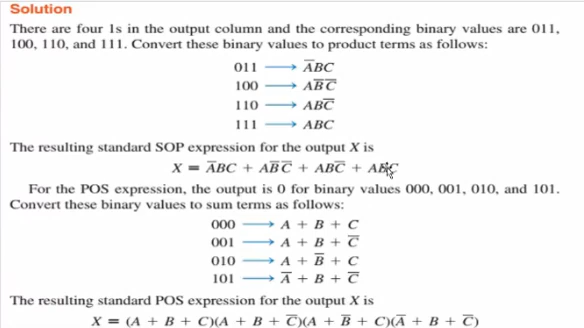 Solution
There are four 1s in the output column and the corresponding binary values are 011,
100, 110, and 111. Convert these binary values to product terms as follows:
011 ⟶ A̅BC
100 ⟶ AB̅C̅
110 ⟶ ABC̅
111 ⟶ ABC
The resulting standard SOP expression for the output X is
X = A̅BC + AB̅C̅ + ABC̅ + ABC
For the POS expression, the output is 0 for binary values 000, 001, 010, and 101.
Convert these binary values to sum terms as follows:
000 ⟶ A + B + C
001 ⟶ A + B + C̅
010 ⟶ A + B̅ + C
101 ⟶ A̅ + B + C̅
The resulting standard POS expression for the output X is
X = (A + B + C)(A + B + C̅)(A + B̅ + C)(A̅ + B + C̅)